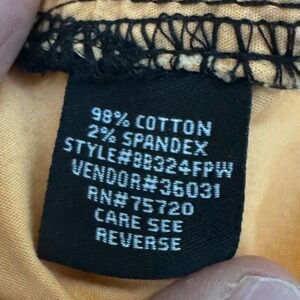 98% COTTON
2% SPANDEX
STYLE#8B324FPW
VENDOR#36031
RN#75720
CARE SEE
REVERSE